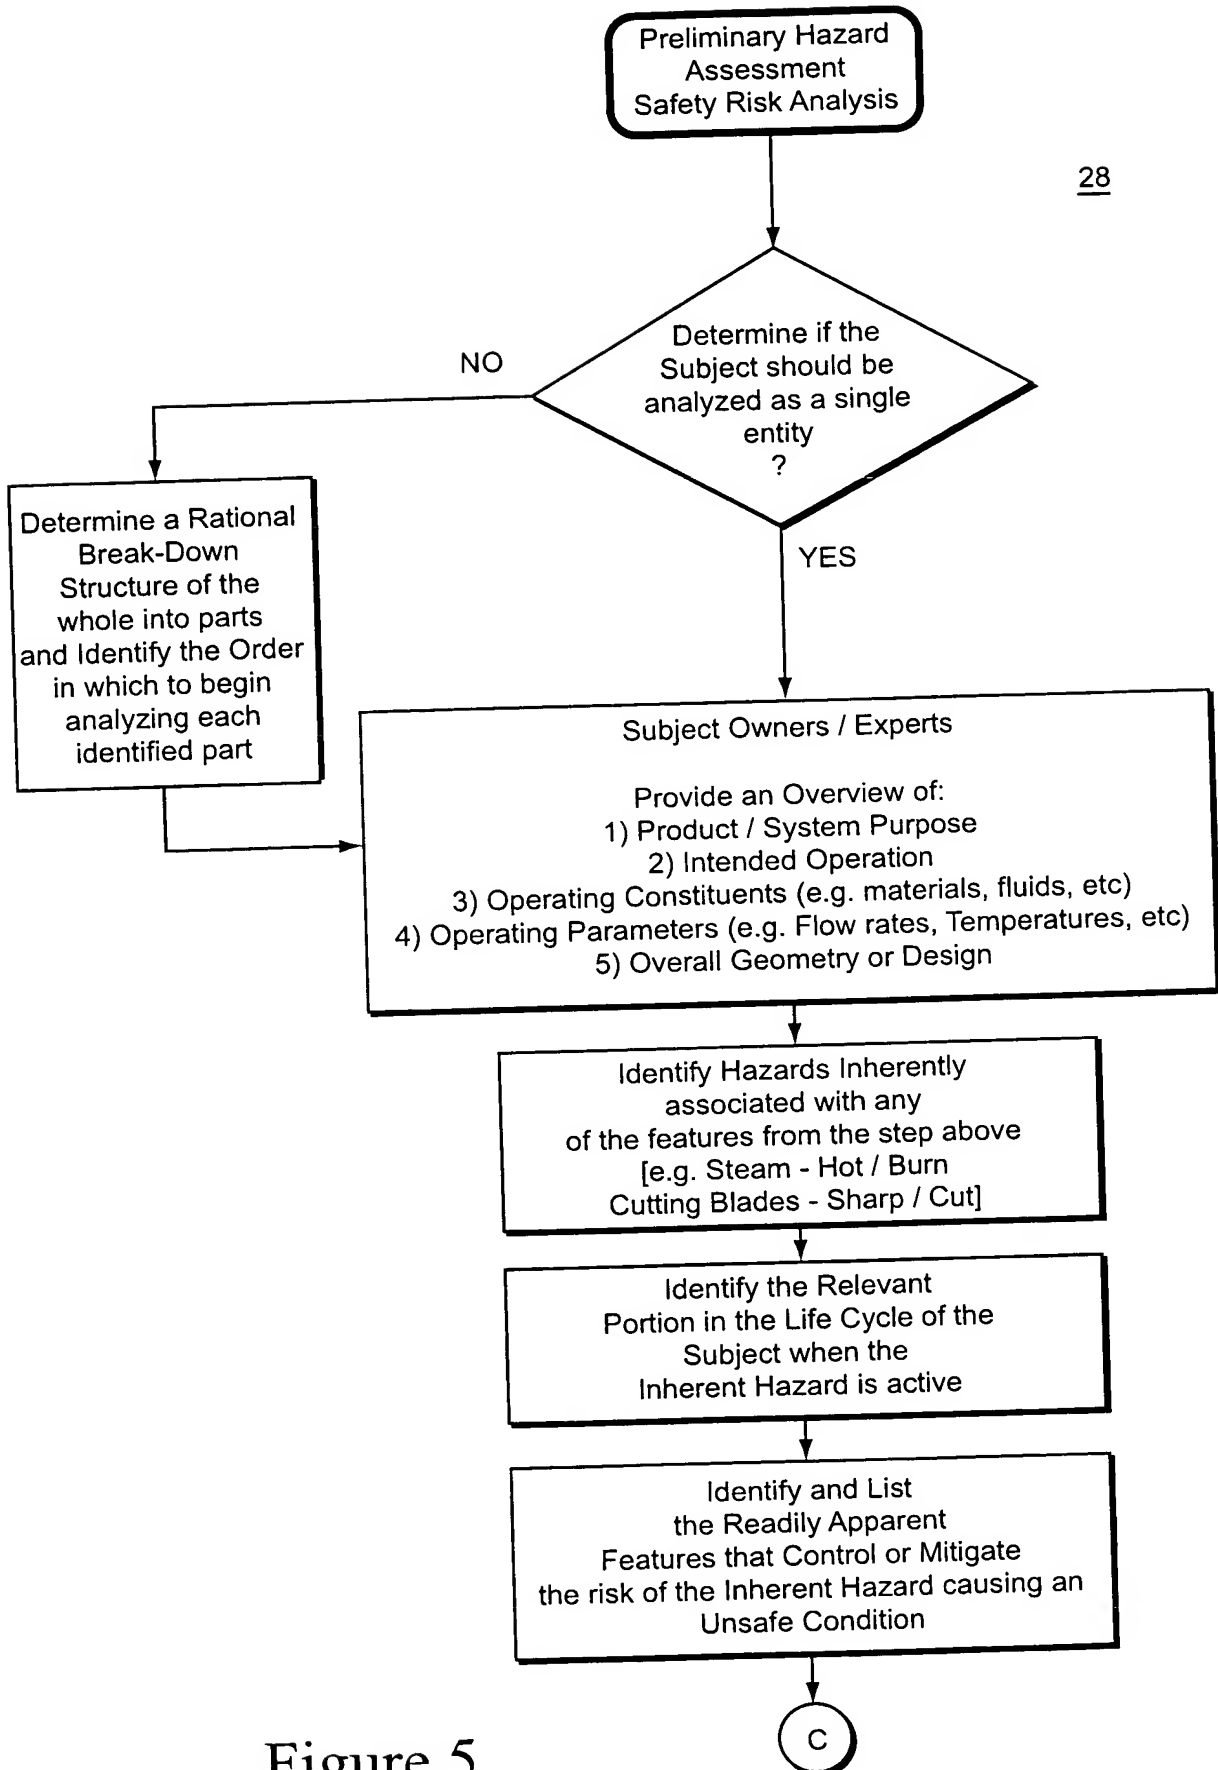 Preliminary Hazard
Assessment
Safety Risk Analysis
28
Determine if the
Subject should be
analyzed as a single
entity
?
NO
YES
Determine a Rational
Break-Down
Structure of the
whole into parts
and Identify the Order
in which to begin
analyzing each
identified part
Subject Owners / Experts
Provide an Overview of:
1) Product / System Purpose
2) Intended Operation
3) Operating Constituents (e.g. materials, fluids, etc)
4) Operating Parameters (e.g. Flow rates, Temperatures, etc)
5) Overall Geometry or Design
Identify Hazards Inherently
associated with any
of the features from the step above
[e.g. Steam - Hot / Burn
Cutting Blades - Sharp / Cut]
Identify the Relevant
Portion in the Life Cycle of the
Subject when the
Inherent Hazard is active
Identify and List
the Readily Apparent
Features that Control or Mitigate
the risk of the Inherent Hazard causing an
Unsafe Condition
C
Figure 5